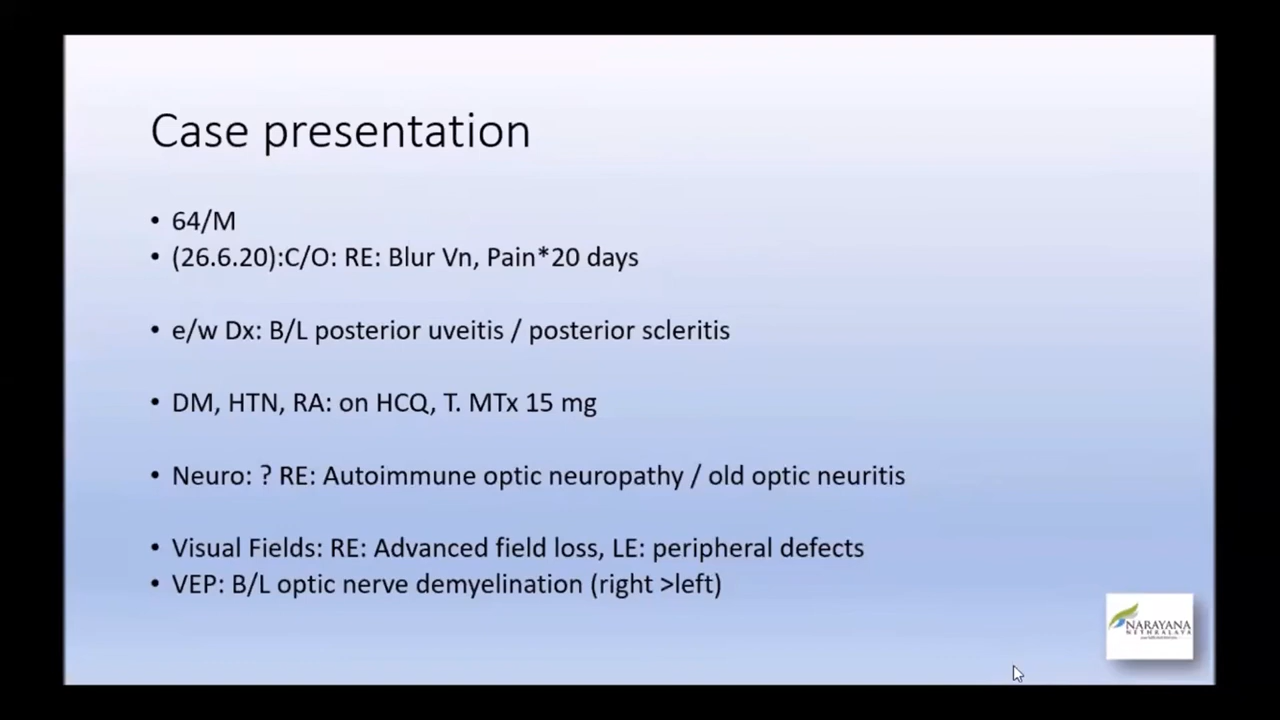 Case presentation
• 64/M
• (26.6.20):C/O: RE: Blur Vn, Pain*20 days
• e/w Dx: B/L posterior uveitis / posterior scleritis
• DM, HTN, RA: on HCQ, T. MTx 15 mg
• Neuro: ? RE: Autoimmune optic neuropathy / old optic neuritis
• Visual Fields: RE: Advanced field loss, LE: peripheral defects
• VEP: B/L optic nerve demyelination (right >left)
NARAYANA
NETHRALAYA